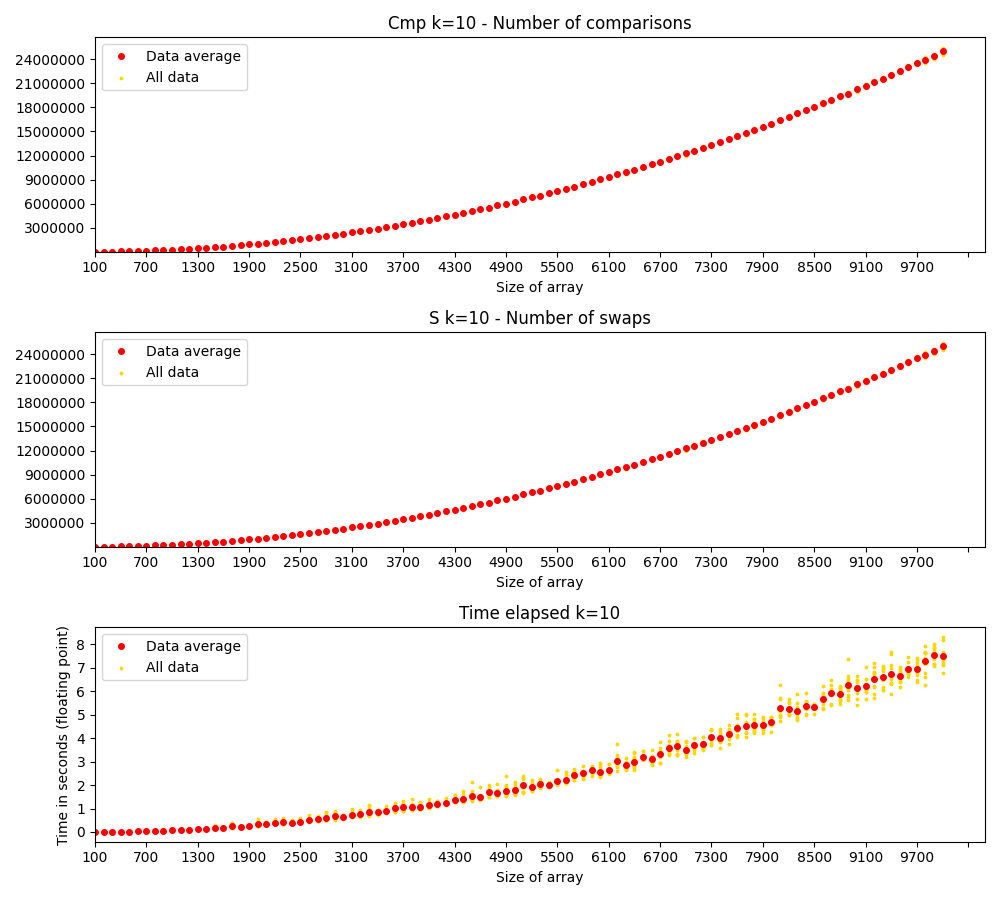 Cmp k=10 - Number of comparisons
Data average
All data
24000000
21000000
18000000
15000000
12000000
9000000
6000000
3000000
100 700 1300 1900 2500 3100 3700 4300 4900 5500 6100 6700 7300 7900 8500 9100 9700
Size of array
S k=10 - Number of swaps
Data average
All data
24000000
21000000
18000000
15000000
12000000
9000000
6000000
3000000
100 700 1300 1900 2500 3100 3700 4300 4900 5500 6100 6700 7300 7900 8500 9100 9700
Size of array
Time elapsed k=10
Time in seconds (floating point)
Data average
All data
8
7
6
5
4
3
2
1
0
100 700 1300 1900 2500 3100 3700 4300 4900 5500 6100 6700 7300 7900 8500 9100 9700
Size of array